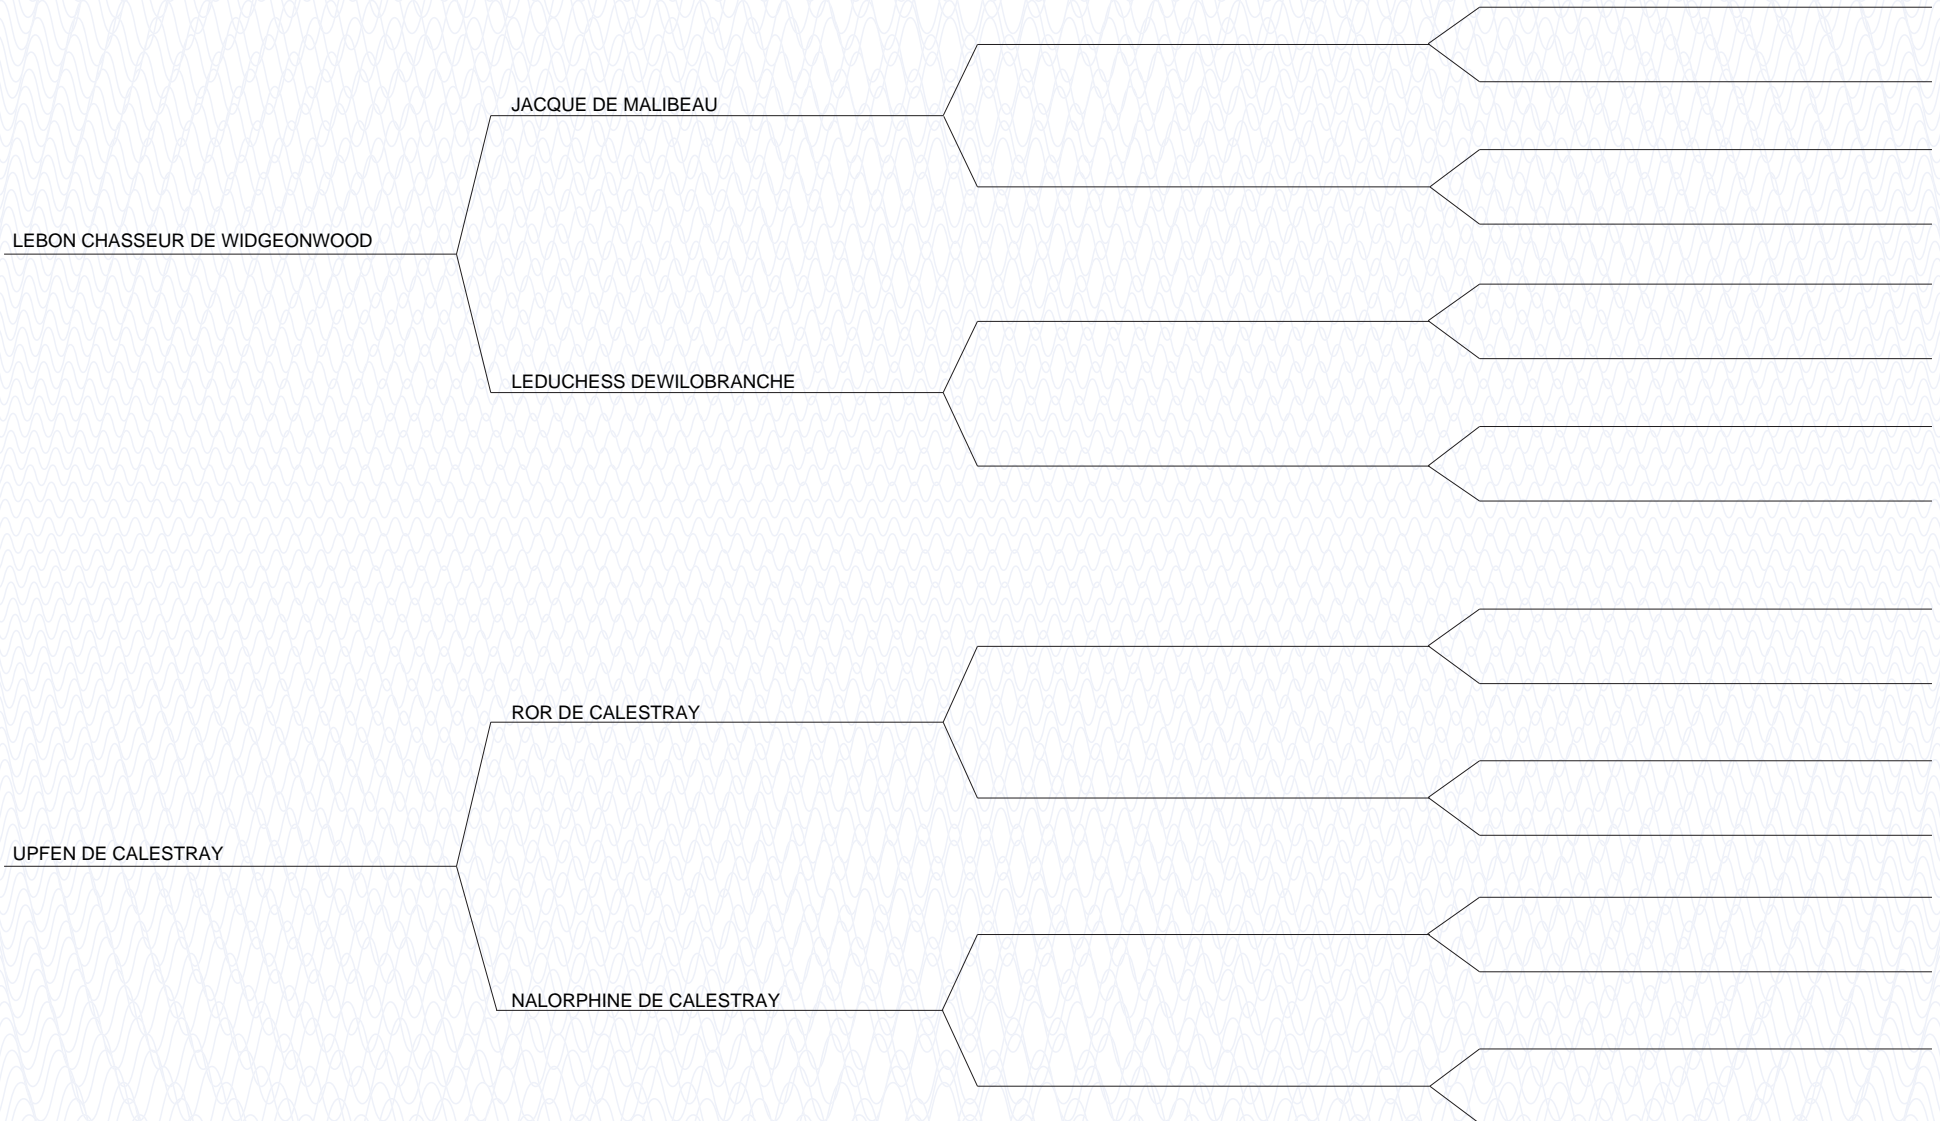 JACQUE DE MALIBEAU
LEBON CHASSEUR DE WIDGEONWOOD
LEDUCHESS DEWILOBRANCHE
ROR DE CALESTRAY
UPFEN DE CALESTRAY
NALORPHINE DE CALESTRAY